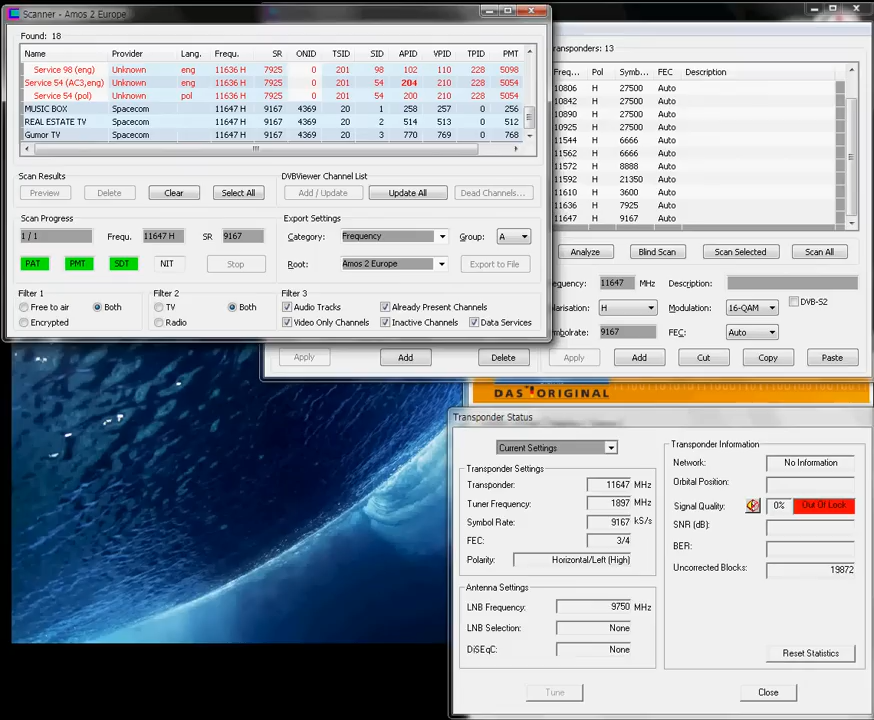 Scanner - Amos 2 Europe
Found: 18
Name Provider Lang. Frequ. SR ONID TSID SID APID VPID TPID PMT
Service 98 (eng) Unknown eng 11636 H 7925 0 201 98 102 110 228 5098
Service 54 (AC3,eng) Unknown eng 11636 H 7925 0 201 54 204 210 228 5054
Service 54 (pol) Unknown pol 11636 H 7925 0 201 54 200 210 228 5054
MUSIC BOX Spacecom 11647 H 9167 4369 20 1 258 257 0 256
REAL ESTATE TV Spacecom 11647 H 9167 4369 20 2 514 513 0 512
Gumor TV Spacecom 11647 H 9167 4369 20 3 770 769 0 768
Scan Results
Preview Delete Clear Select All
DVBViewer Channel List
Add / Update Update All Dead Channels...
Scan Progress
1 / 1 Frequ. 11647 H SR 9167
PAT PMT SDT NIT Stop
Export Settings
Category: Frequency Group: A
Root: Amos 2 Europe Export to File
Filter 1
Free to air Both
Encrypted
Filter 2
TV Both
Radio
Filter 3
Audio Tracks Already Present Channels
Video Only Channels Inactive Channels Data Services
ransponders: 13
Freq... Pol Symb... FEC Description
10806 H 27500 Auto
10842 H 27500 Auto
10890 H 27500 Auto
10925 H 27500 Auto
11544 H 6666 Auto
11562 H 6666 Auto
11572 H 8888 Auto
11592 H 21350 Auto
11610 H 3600 Auto
11636 H 7925 Auto
11647 H 9167 Auto
Analyze Blind Scan Scan Selected Scan All
equency: 11647 MHz Description:
larisation: H Modulation: 16-QAM DVB-S2
mbolrate: 9167 FEC: Auto
Apply Add Delete Apply Add Cut Copy Paste
DAS ORIGINAL
Transponder Status
Current Settings
Transponder Settings
Transponder: 11647 MHz
Tuner Frequency: 1897 MHz
Symbol Rate: 9167 kS/s
FEC: 3/4
Polarity: Horizontal/Left (High)
Antenna Settings
LNB Frequency: 9750 MHz
LNB Selection: None
DiSEqC: None
Tune
Transponder Information
Network: No Information
Orbital Position:
Signal Quality: 0% Out Of Lock
SNR (dB):
BER:
Uncorrected Blocks: 19872
Reset Statistics
Close